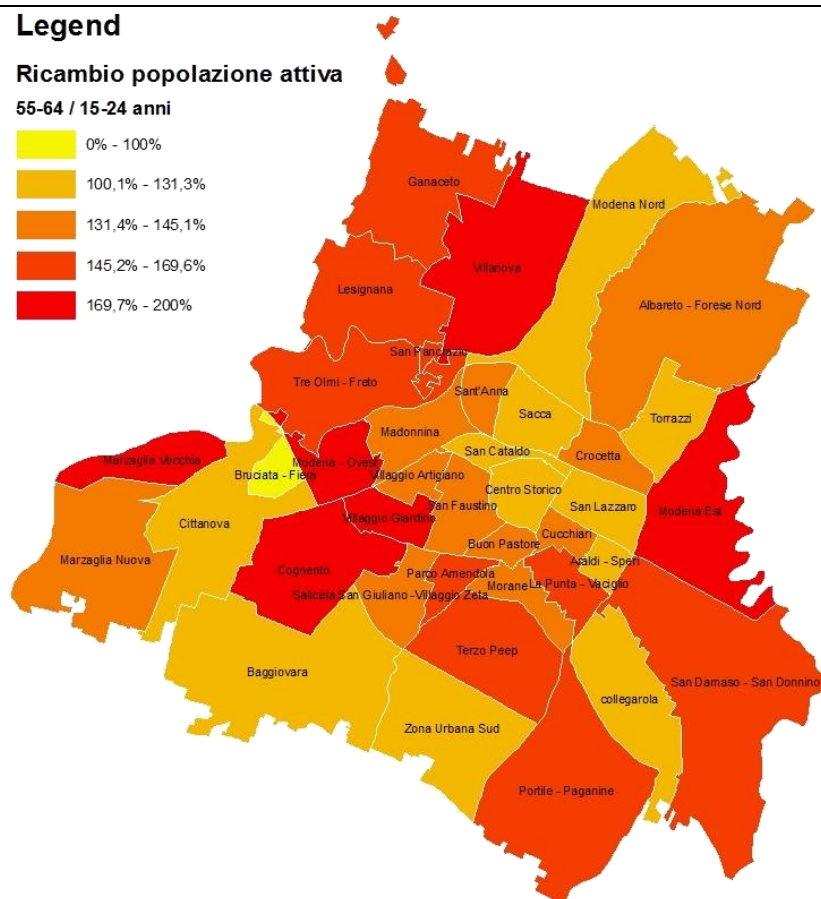 Legend
Ricambio popolazione attiva
55-64 / 15-24 anni
0% - 100%
100,1% - 131,3%
131,4% - 145,1%
145,2% - 169,6%
169,7% - 200%
Ganaceto
Modena Nord
Villanova
Lesignana
Albareto - Forese Nord
San Pancrazio
Tre Olmi - Freto
Sant'Anna
Sacca
Torrazzi
Madonnina
San Cataldo
Crocetta
Marzaglia Vecchia
Modena - Ovest
Bruciata - Fiera
Villaggio Artigiano
Centro Storico
San Faustino
San Lazzaro
Modena Est
Cittanova
Villaggio Giardino
Cucchiari
Buon Pastore
Marzaglia Nuova
Araldi - Speri
Cognento
Parco Amendola
Morane
La Punta - Vaciglio
Saliceta San Giuliano -Villaggio Zeta
Terzo Peep
Baggiovara
San Damaso - San Donnino
collegarola
Zona Urbana Sud
Portile - Paganine